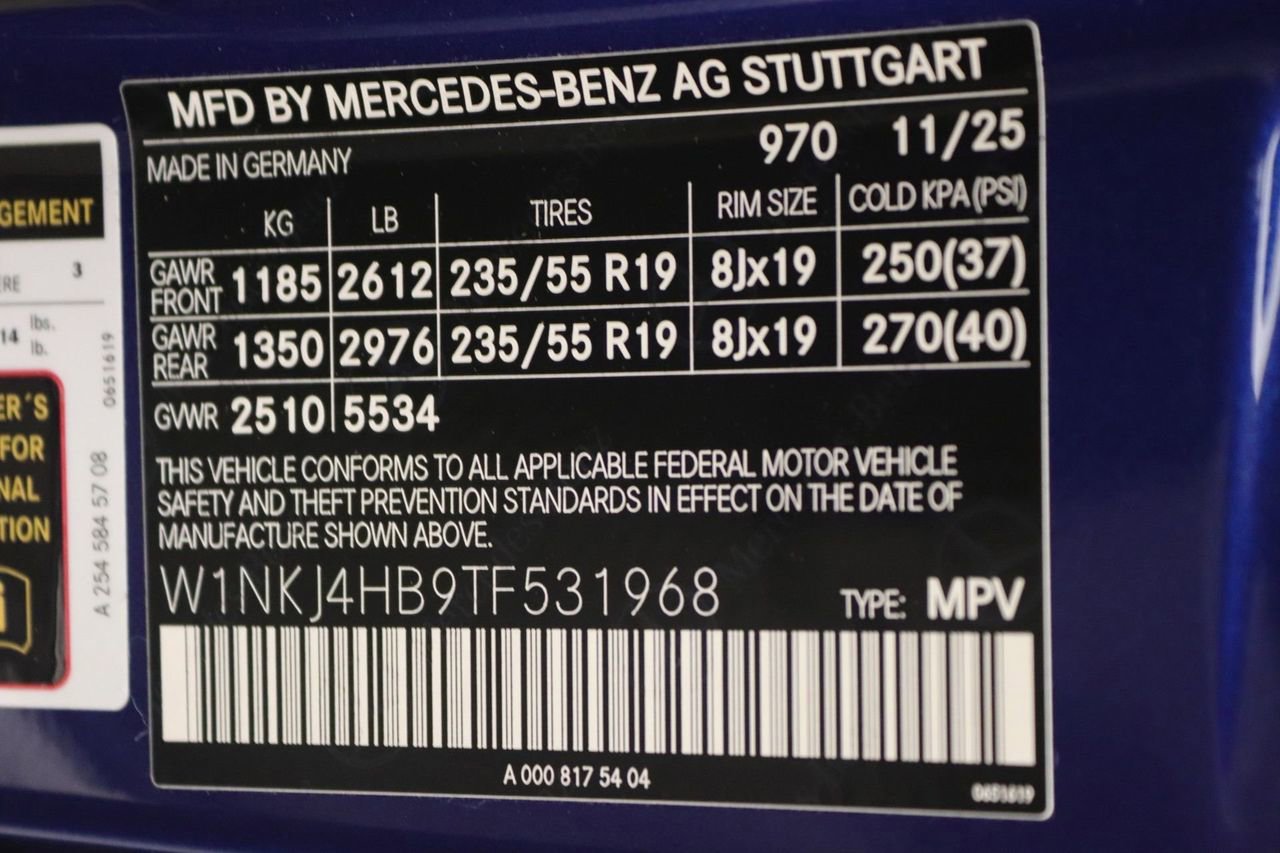 MFD BY MERCEDES-BENZ AG STUTTGART
MADE IN GERMANY 970 11/25
KG LB TIRES RIM SIZE COLD KPA (PSI)
GAWR FRONT 1185 2612 235/55 R19 8Jx19 250(37)
GAWR REAR 1350 2976 235/55 R19 8Jx19 270(40)
GVWR 2510 5534
THIS VEHICLE CONFORMS TO ALL APPLICABLE FEDERAL MOTOR VEHICLE
SAFETY AND THEFT PREVENTION STANDARDS IN EFFECT ON THE DATE OF
MANUFACTURE SHOWN ABOVE.
W1NKJ4HB9TF531968 TYPE: MPV
A 000 817 54 04
0651619
GEMENT
ERE 3
14 lbs.
lb.
ER´S
FOR
NAL
TION
i
0651619
A 254 584 57 08